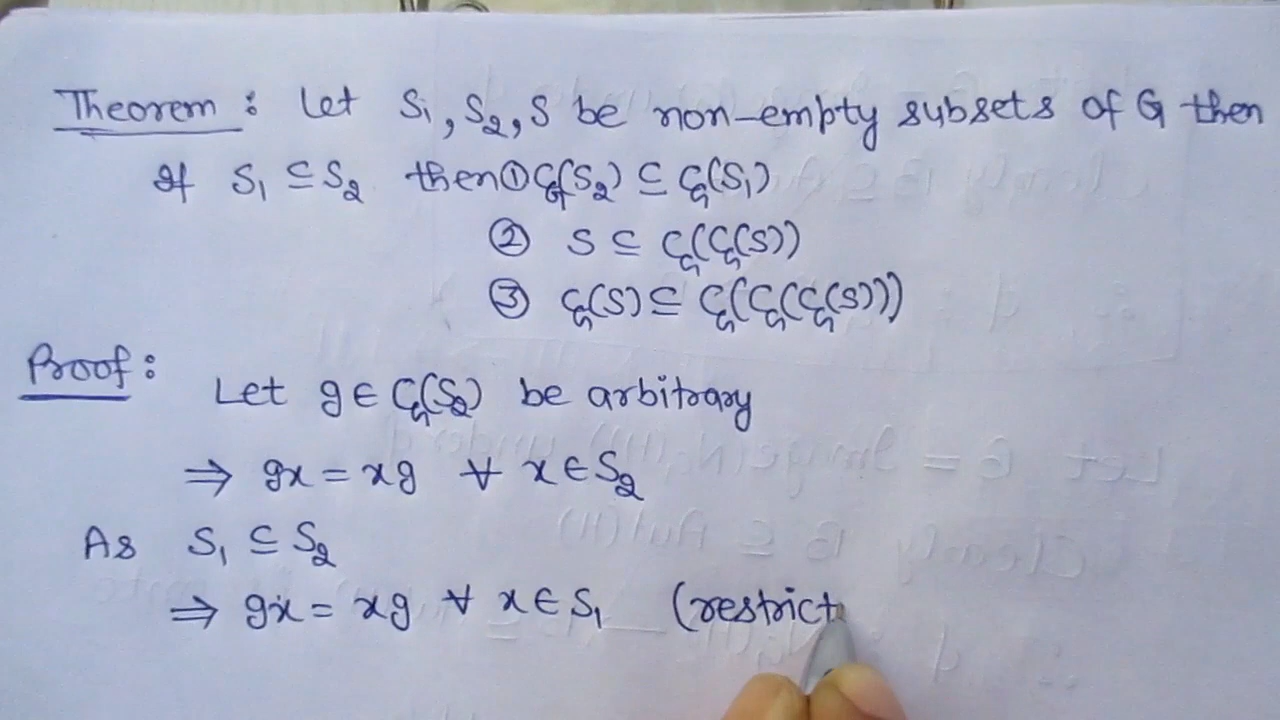 Theorem : Let S₁, S₂, S be non-empty subsets of G then
If S₁ ⊆ S₂ then ① C_G(S₂) ⊆ C_G(S₁)
② S ⊆ C_G(C_G(S))
③ C_G(S) ⊆ C_G(C_G(C_G(S)))
Proof :
Let g ∈ C_G(S₂) be arbitrary
⇒ gx = xg ∀ x ∈ S₂
As S₁ ⊆ S₂
⇒ gx = xg ∀ x ∈ S₁ (restrict